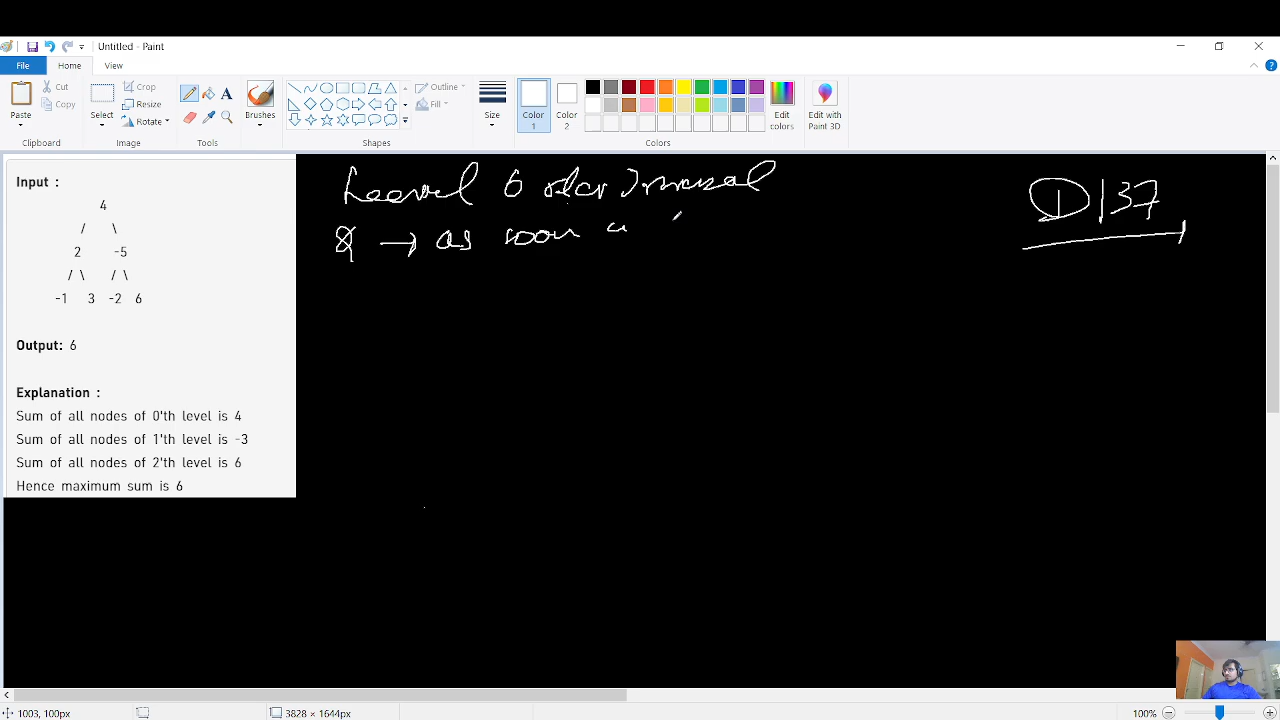 Untitled - Paint
File
Home
View
Paste
Cut
Copy
Clipboard
Select
Crop
Resize
Rotate
Image
Tools
Brushes
Shapes
Outline
Fill
Size
Color 1
Color 2
Colors
Edit colors
Edit with Paint 3D
Input :
4
/ \
2 -5
/ \ / \
-1 3 -2 6
Output: 6
Explanation :
Sum of all nodes of 0'th level is 4
Sum of all nodes of 1'th level is -3
Sum of all nodes of 2'th level is 6
Hence maximum sum is 6
D137
→ as soon
1003, 100px
3828 × 1644px
100%